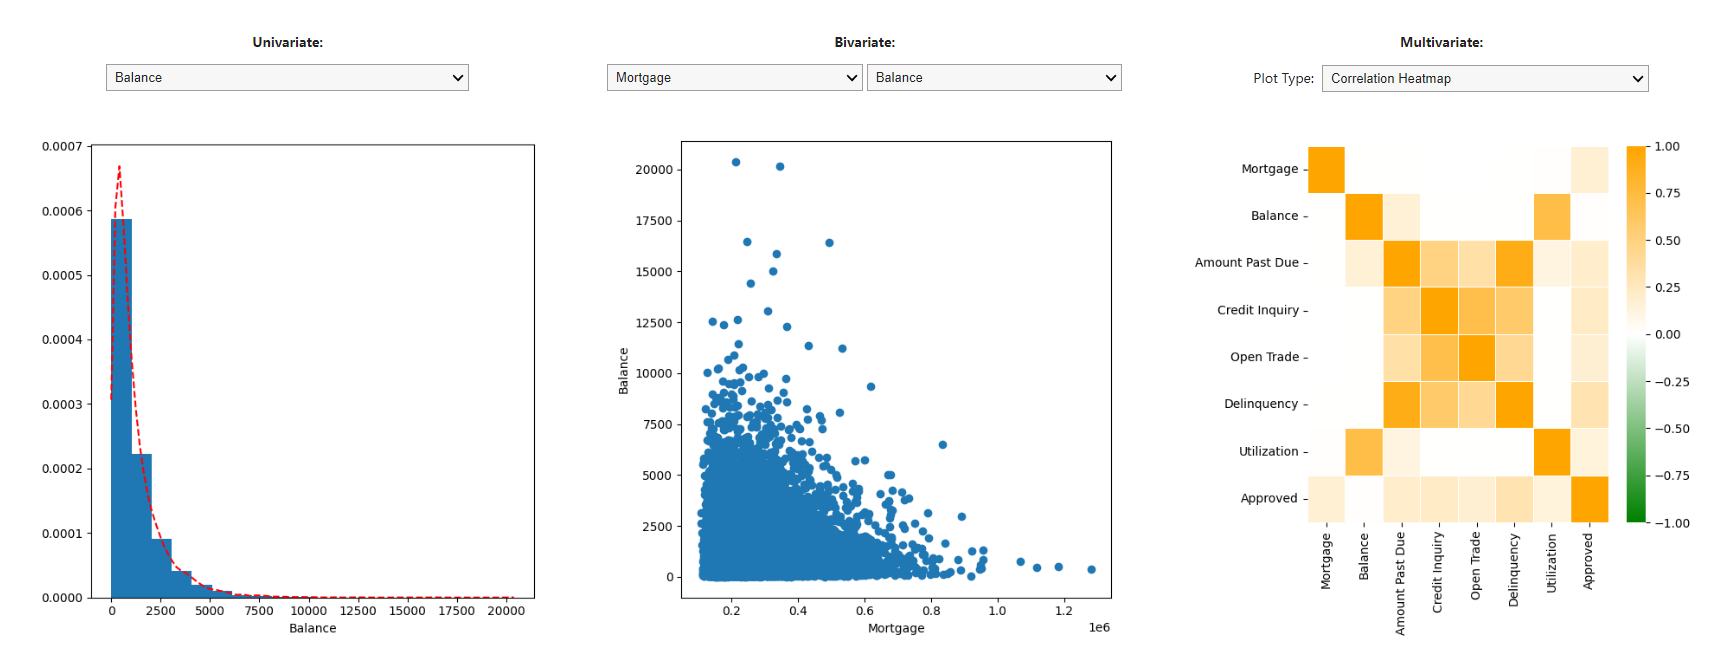 Univariate:
Balance
0.0007
0.0006
0.0005
0.0004
0.0003
0.0002
0.0001
0.0000
0 2500 5000 7500 10000 12500 15000 17500 20000
Balance
Bivariate:
Mortgage Balance
20000
17500
15000
12500
10000
7500
5000
2500
0
Balance
0.2 0.4 0.6 0.8 1.0 1.2
Mortgage
1e6
Multivariate:
Plot Type: Correlation Heatmap
Mortgage
Balance
Amount Past Due
Credit Inquiry
Open Trade
Delinquency
Utilization
Approved
Mortgage
Balance
Amount Past Due
Credit Inquiry
Open Trade
Delinquency
Utilization
Approved
1.00
0.75
0.50
0.25
0.00
−0.25
−0.50
−0.75
−1.00